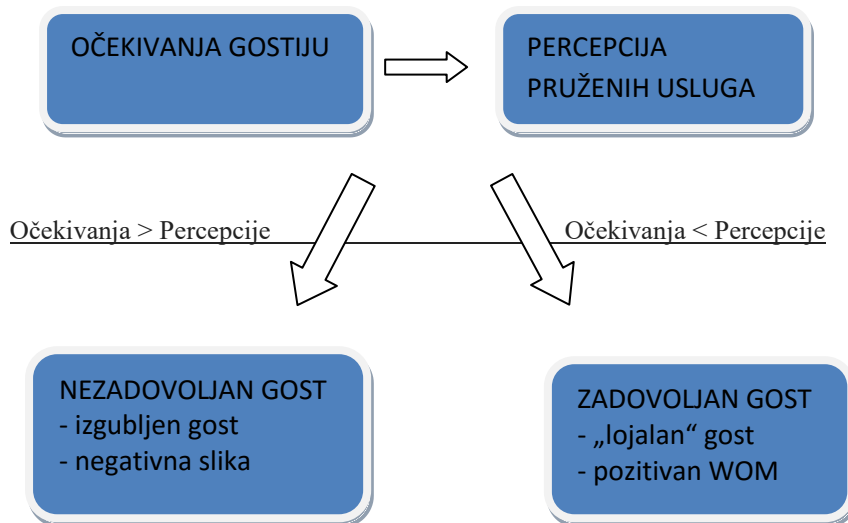 OČEKIVANJA GOSTIJU
PERCEPCIJA
PRUŽENIH USLUGA
Očekivanja > Percepcije
Očekivanja < Percepcije
NEZADOVOLJAN GOST
- izgubljen gost
- negativna slika
ZADOVOLJAN GOST
- „lojalan“ gost
- pozitivan WOM